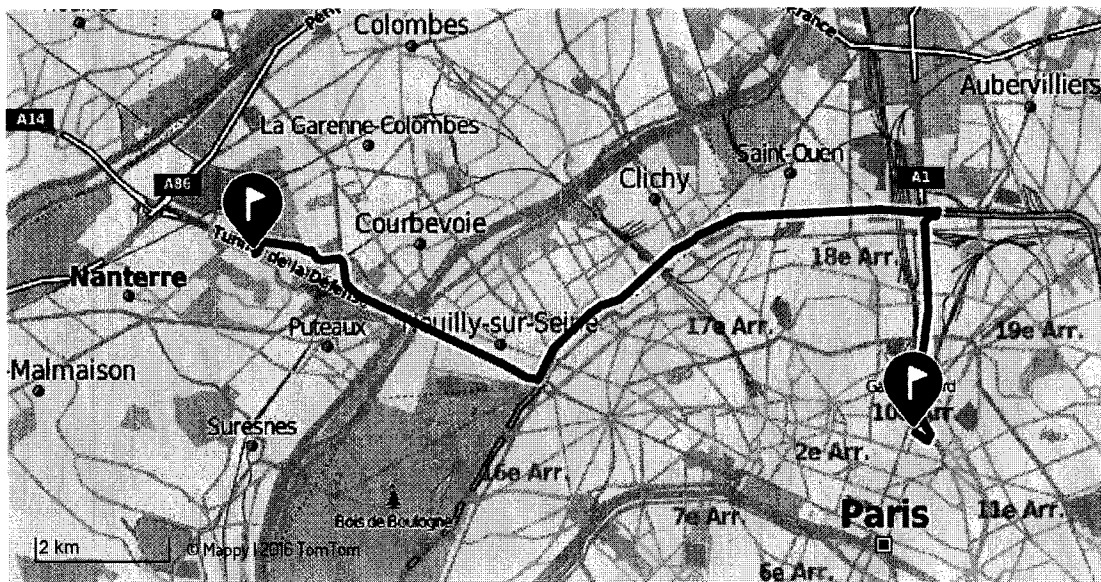 Colombes
Aubervilliers
A14
La Garenne-Colombes
Saint-Ouen
A86
Clichy
A1
Courbevoie
Tunnel de la Défense
18e Arr.
Nanterre
Puteaux
Neuilly-sur-Seine
17e Arr.
19e Arr.
Malmaison
10e Arr.
Suresnes
2e Arr.
16e Arr.
Bois de Boulogne
7e Arr.
Paris
11e Arr.
2 km
© Mappy | 2016 TomTom
6e Arr.